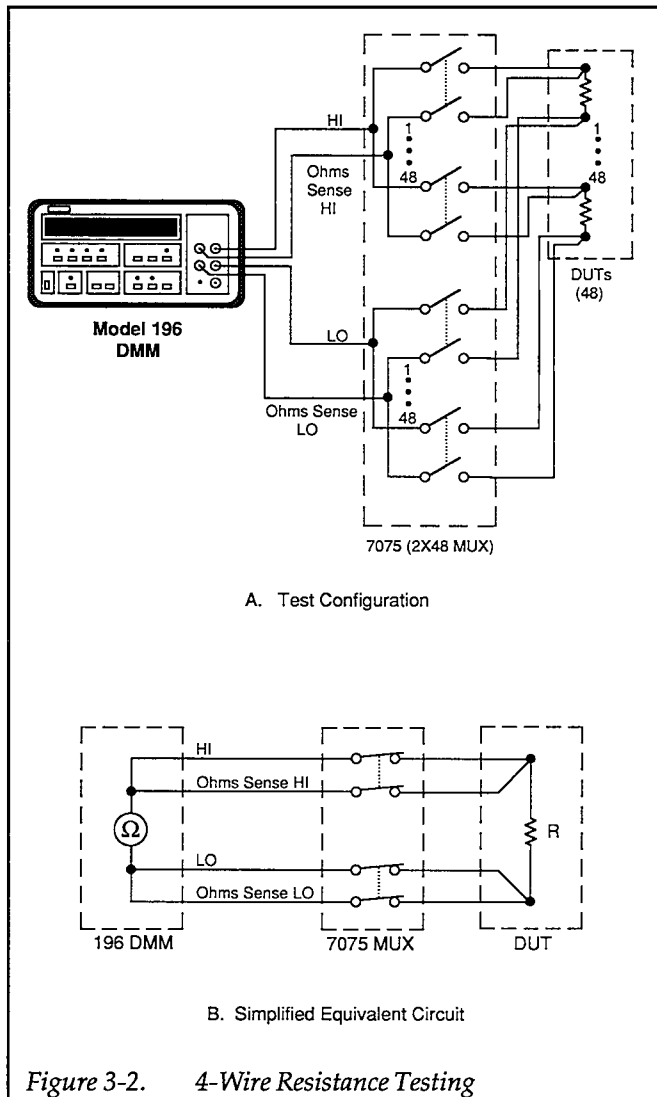 HI
1
48
Ohms
Sense
HI
1
48
DUTs
(48)
Model 196
DMM
LO
1
48
Ohms Sense
LO
7075 (2X48 MUX)
A. Test Configuration
HI
Ohms Sense HI
Ω
R
LO
Ohms Sense LO
196 DMM
7075 MUX
DUT
B. Simplified Equivalent Circuit
Figure 3-2. 4-Wire Resistance Testing